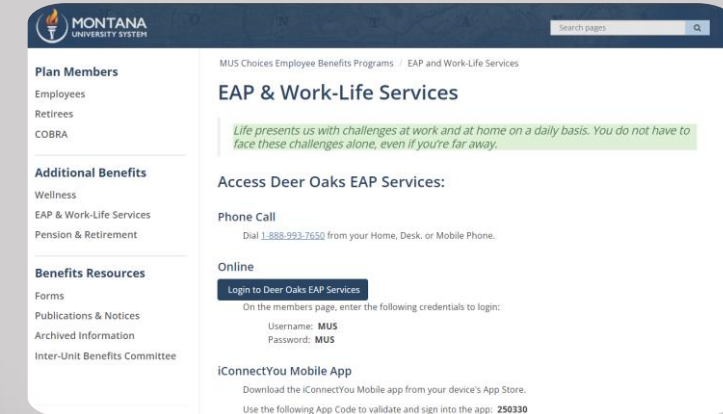 MONTANA
UNIVERSITY SYSTEM
Search pages
Plan Members
Employees
Retirees
COBRA
Additional Benefits
Wellness
EAP & Work-Life Services
Pension & Retirement
Benefits Resources
Forms
Publications & Notices
Archived Information
Inter-Unit Benefits Committee
MUS Choices Employee Benefits Programs / EAP and Work-Life Services
EAP & Work-Life Services
Life presents us with challenges at work and at home on a daily basis. You do not have to
face these challenges alone, even if you're far away.
Access Deer Oaks EAP Services:
Phone Call
Dial 1-888-993-7650 from your Home, Desk. or Mobile Phone.
Online
Login to Deer Oaks EAP Services
On the members page, enter the following credentials to login:
Username: MUS
Password: MUS
iConnectYou Mobile App
Download the iConnectYou Mobile app from your device's App Store.
Use the following App Code to validate and sign into the app: 250330